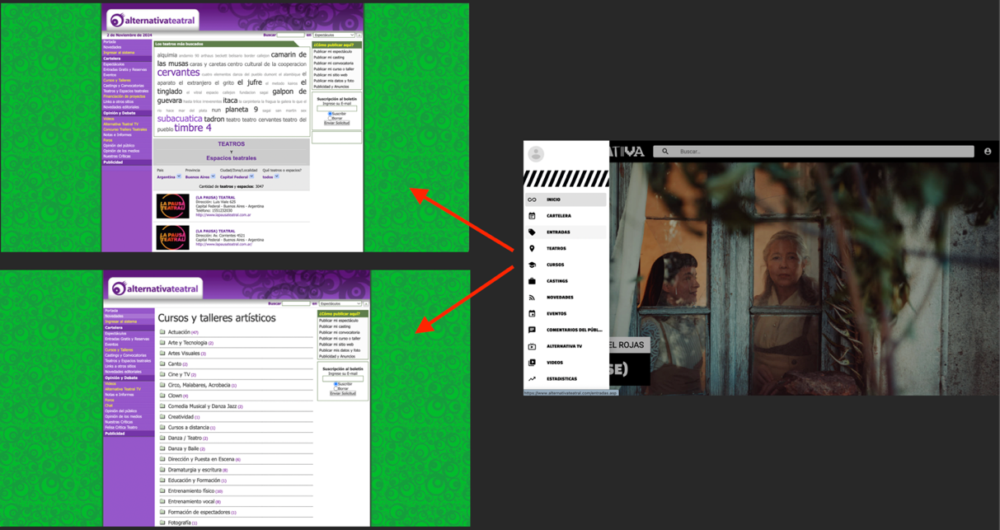 alternativateatral
2 de Noviembre de 2024
Buscar en Espectáculos
Portada
Novedades
Ingresar al sistema
Cartelera
Espectáculos
Entradas Gratis y Reservas
Eventos
Cursos y Talleres
Castings y Convocatorias
Teatros y Espacios teatrales
Financiación de proyectos
Links a otros sitios
Novedades editoriales
Opinión y Debate
Videos
Alternativa Teatral TV
Concurso Trailers Teatrales
Notas e Informes
Foros
Opinión del público
Opinión de los medios
Nuestras Críticas
Publicidad
Los teatros más buscados
camarin de
las musas caras y caretas centro cultural de la cooperacion
cervantes
aparato el extranjero el grito el jufre el
tinglado galpon de
guevara itaca
nun planeta 9
subacuatica tadron teatro teatro cervantes teatro del
pueblo timbre 4
TEATROS
Y
Espacios teatrales
País Provincia Ciudad/Zona/Localidad Qué teatros o espacios?
Argentina Buenos Aires Capital Federal todos
Cantidad de teatros y espacios: 3047
LA PAUSA TEATRAL
(LA PAUSA) TEATRAL
Dirección: Luis Viale 625
Capital Federal - Buenos Aires - Argentina
Teléfono: 1551232030
http://www.lapausateatral.com.ar
LA PAUSA TEATRAL
(LA PAUSA) TEATRAL
Dirección: Av. Corrientes 4521
Capital Federal - Buenos Aires - Argentina
http://www.lapausateatral.com.ar/
¿Cómo publicar aquí?
Publicar mi espectáculo
Publicar mi casting
Publicar mi convocatoria
Publicar mi curso o taller
Publicar mi sitio web
Publicar mis datos y foto
Publicidad y Anuncios
Suscripción al boletín
Ingrese su E-mail
Suscribir
Borrar
Enviar Solicitud
alternativateatral
Buscar en Espectáculos
Portada
Novedades
Ingresar al sistema
Cartelera
Espectáculos
Entradas Gratis y Reservas
Eventos
Cursos y Talleres
Castings y Convocatorias
Teatros y Espacios teatrales
Links a otros sitios
Novedades editoriales
Opinión y Debate
Videos
Alternativa Teatral TV
Notas e Informes
Foros
Chat
Opinión del público
Opinión de los medios
Nuestras Críticas
Publicidad
Cursos y talleres artísticos
Actuación (47)
Arte y Tecnologia (2)
Artes Visuales (3)
Canto (2)
Cine y TV (2)
Circo, Malabares, Acrobacia (1)
Clown (4)
Comedia Musical y Danza Jazz (2)
Creatividad (1)
Cursos a distancia (1)
Danza / Teatro (2)
Danza y Baile (2)
Dirección y Puesta en Escena (6)
Dramaturgia y escritura (8)
Educación y Formación (1)
Entrenamiento físico (10)
Entrenamiento vocal (8)
Formación de espectadores (1)
Fotografía (1)
¿Cómo publicar aquí?
Publicar mi espectáculo
Publicar mi casting
Publicar mi convocatoria
Publicar mi curso o taller
Publicar mi sitio web
Publicar mis datos y foto
Publicidad y Anuncios
Suscripción al boletín
Ingrese su E-mail
Suscribir
Borrar
Enviar Solicitud
Buscar...
INICIO
CARTELERA
ENTRADAS
TEATROS
CURSOS
CASTINGS
NOVEDADES
EVENTOS
COMENTARIOS DEL PÚBL...
ALTERNATIVA TV
VIDEOS
ESTADISTICAS
EL ROJAS
SE)
https://www.alternativateatral.com/entradas.asp